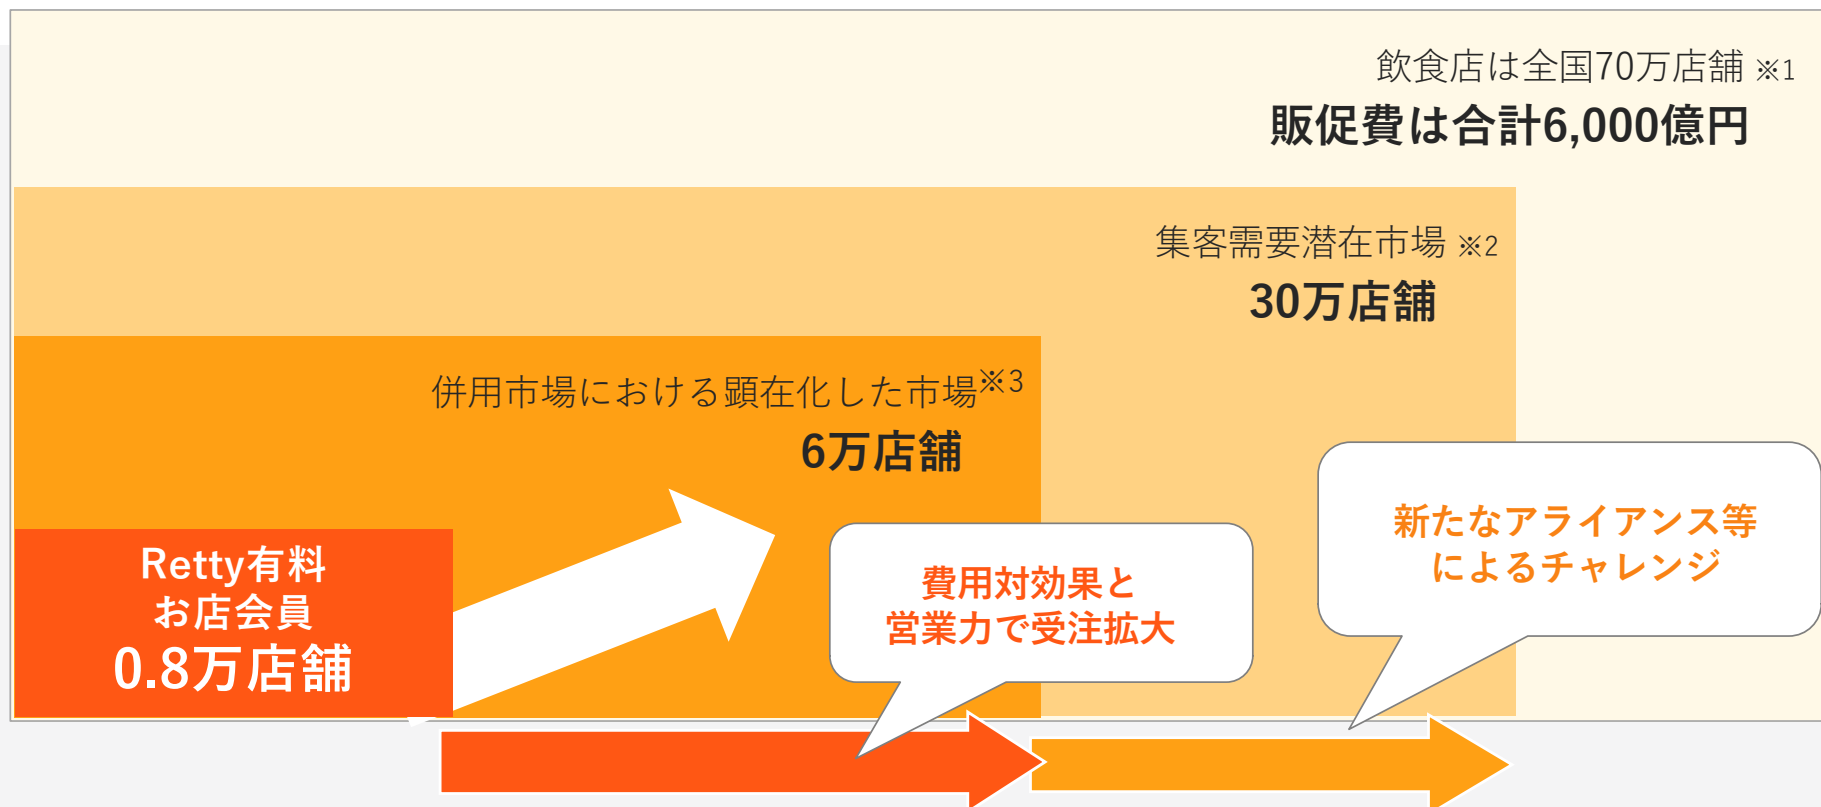 飲食店は全国70万店舗 ※1
販促費は合計6,000億円
集客需要潜在市場 ※2
30万店舗
併用市場における顕在化した市場※3
6万店舗
Retty有料
お店会員
0.8万店舗
費用対効果と
営業力で受注拡大
新たなアライアンス等
によるチャレンジ